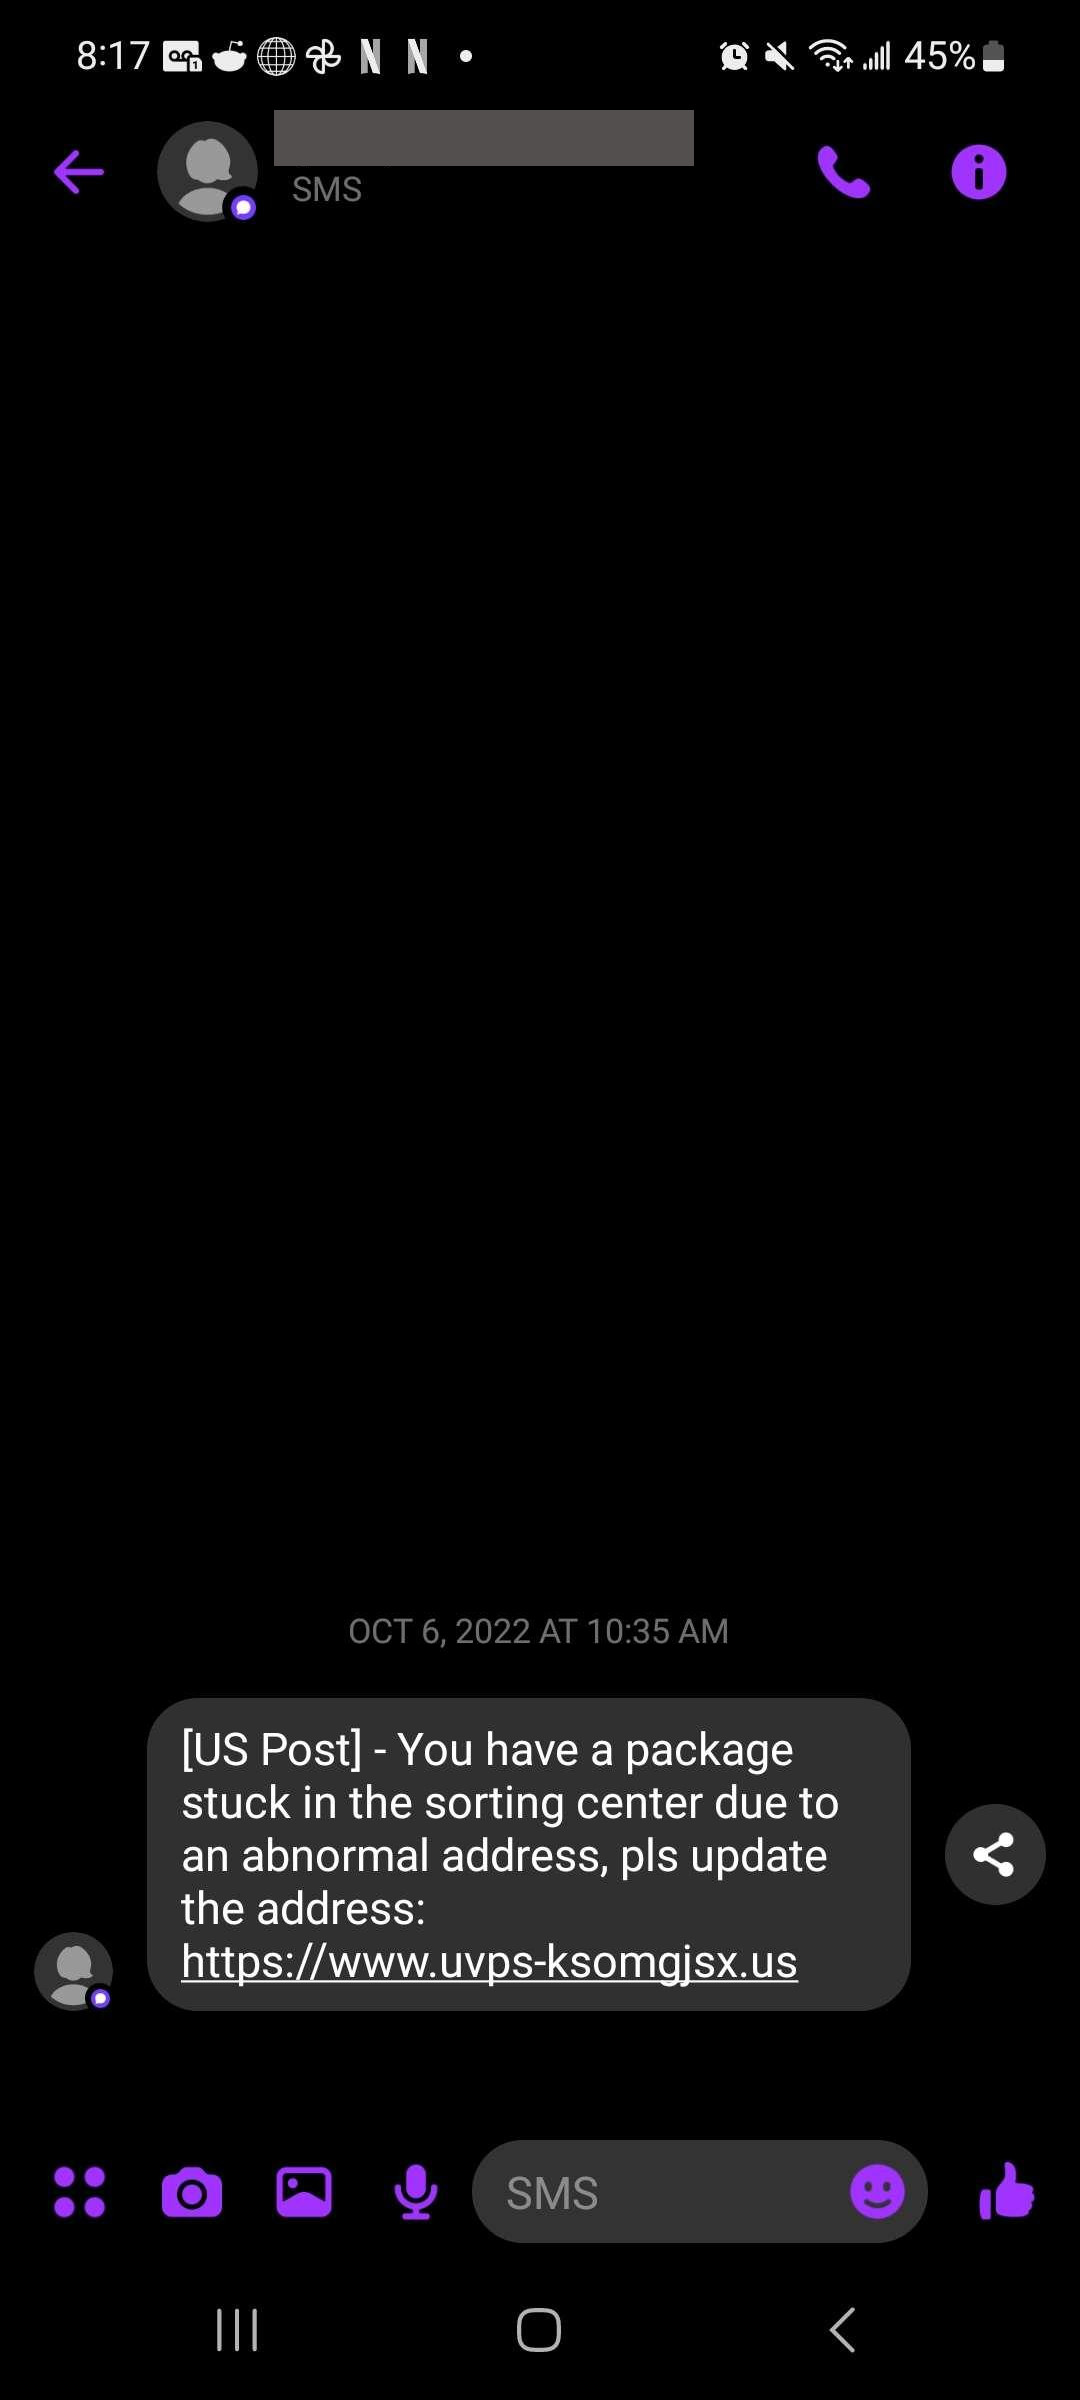 8:17 45%
SMS
OCT 6, 2022 AT 10:35 AM
[US Post] - You have a package
stuck in the sorting center due to
an abnormal address, pls update
the address:
https://www.uvps-ksomgjsx.us
SMS